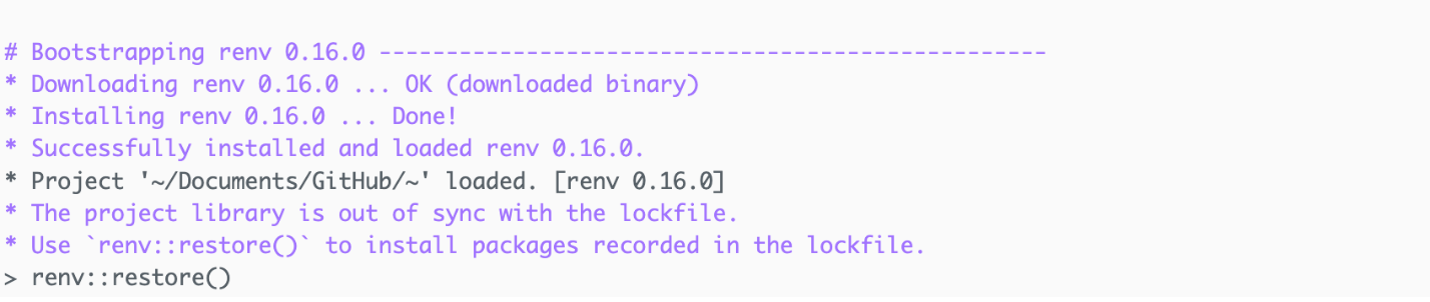 # Bootstrapping renv 0.16.0 --------------------------------------------------
* Downloading renv 0.16.0 ... OK (downloaded binary)
* Installing renv 0.16.0 ... Done!
* Successfully installed and loaded renv 0.16.0.
* Project '~/Documents/GitHub/~' loaded. [renv 0.16.0]
* The project library is out of sync with the lockfile.
* Use `renv::restore()` to install packages recorded in the lockfile.
> renv::restore()